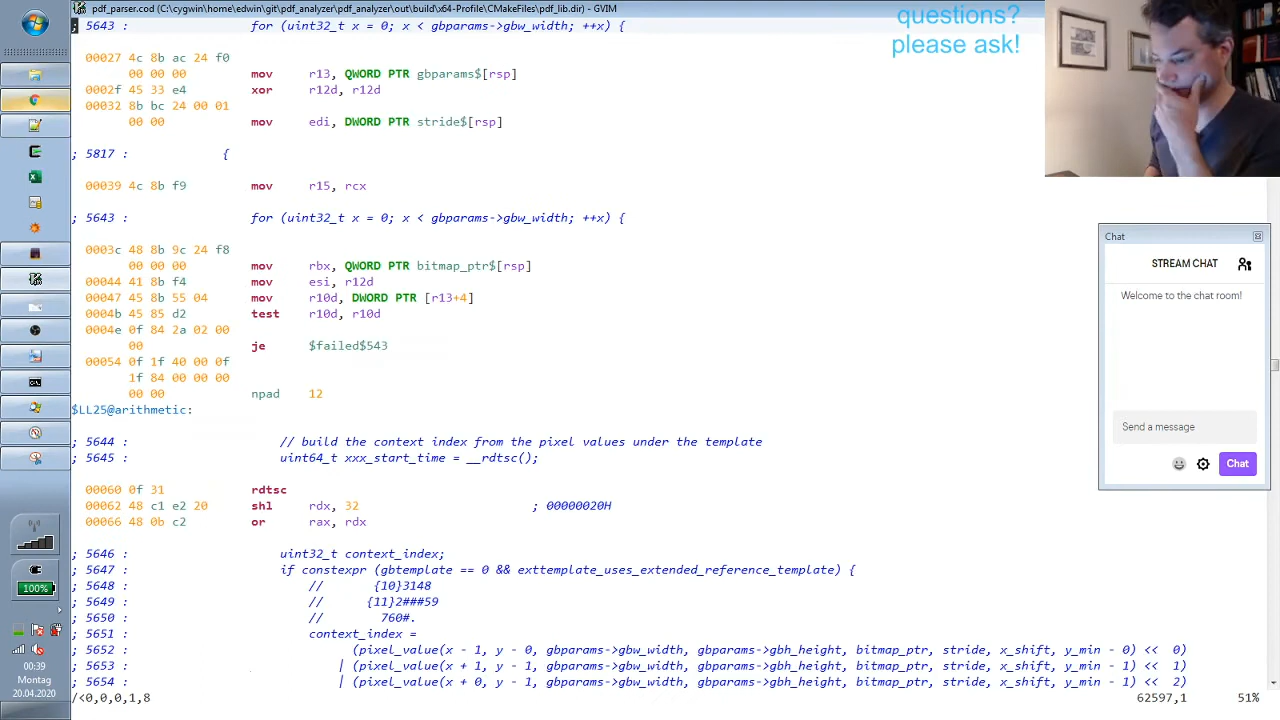 pdf_parser.cod (C:\cygwin\home\edwin\git\pdf_analyzer\pdf_analyzer\out\build\x64-Profile\CMakeFiles\pdf_lib.dir) - GVIM
; 5643 : for (uint32_t x = 0; x < gbparams->gbw_width; ++x) {
00027 4c 8b ac 24 f0
00 00 00 mov r13, QWORD PTR gbparams$[rsp]
0002f 45 33 e4 xor r12d, r12d
00032 8b bc 24 00 01
00 00 mov edi, DWORD PTR stride$[rsp]
; 5817 : {
00039 4c 8b f9 mov r15, rcx
; 5643 : for (uint32_t x = 0; x < gbparams->gbw_width; ++x) {
0003c 48 8b 9c 24 f8
00 00 00 mov rbx, QWORD PTR bitmap_ptr$[rsp]
00044 41 8b f4 mov esi, r12d
00047 45 8b 55 04 mov r10d, DWORD PTR [r13+4]
0004b 45 85 d2 test r10d, r10d
0004e 0f 84 2a 02 00
00 je $failed$543
00054 0f 1f 40 00 0f
1f 84 00 00 00
00 00 npad 12
$LL25@arithmetic:
; 5644 : // build the context index from the pixel values under the template
; 5645 : uint64_t xxx_start_time = __rdtsc();
00060 0f 31 rdtsc
00062 48 c1 e2 20 shl rdx, 32 ; 00000020H
00066 48 0b c2 or rax, rdx
; 5646 : uint32_t context_index;
; 5647 : if constexpr (gbtemplate == 0 && exttemplate_uses_extended_reference_template) {
; 5648 : // {10}3148
; 5649 : // {11}2###59
; 5650 : // 760#.
; 5651 : context_index =
; 5652 : (pixel_value(x - 1, y - 0, gbparams->gbw_width, gbparams->gbh_height, bitmap_ptr, stride, x_shift, y_min - 0) << 0)
; 5653 : | (pixel_value(x + 1, y - 1, gbparams->gbw_width, gbparams->gbh_height, bitmap_ptr, stride, x_shift, y_min - 1) << 1)
; 5654 : | (pixel_value(x + 0, y - 1, gbparams->gbw_width, gbparams->gbh_height, bitmap_ptr, stride, x_shift, y_min - 1) << 2)
/<0,0,0,1,8 62597,1 51%
questions?
please ask!
Chat
STREAM CHAT
Welcome to the chat room!
Send a message
Chat
100%
00:39
Montag
20.04.2020